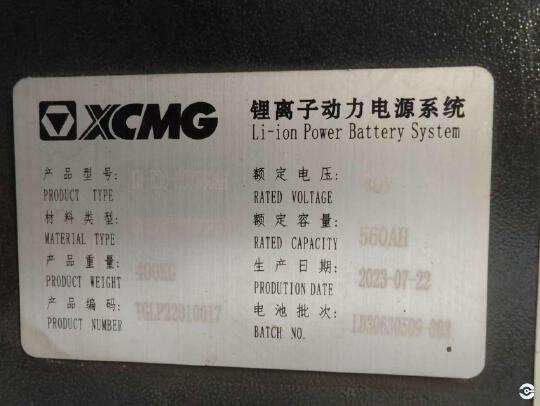 XCMG
锂离子动力电源系统
Li-ion Power Battery System
产品型号:
PRODUCT TYPE
材料类型:
MATERIAL TYPE
产品重量: 400KG
PRODUCT WEIGHT
产品编码: YGLP22010017
PRODUCT NUMBER
额定电压:
RATED VOLTAGE
额定容量: 560AH
RATED CAPACITY
生产日期: 2023-07-22
PRODUTION DATE
电池批次:
BATCH NO.